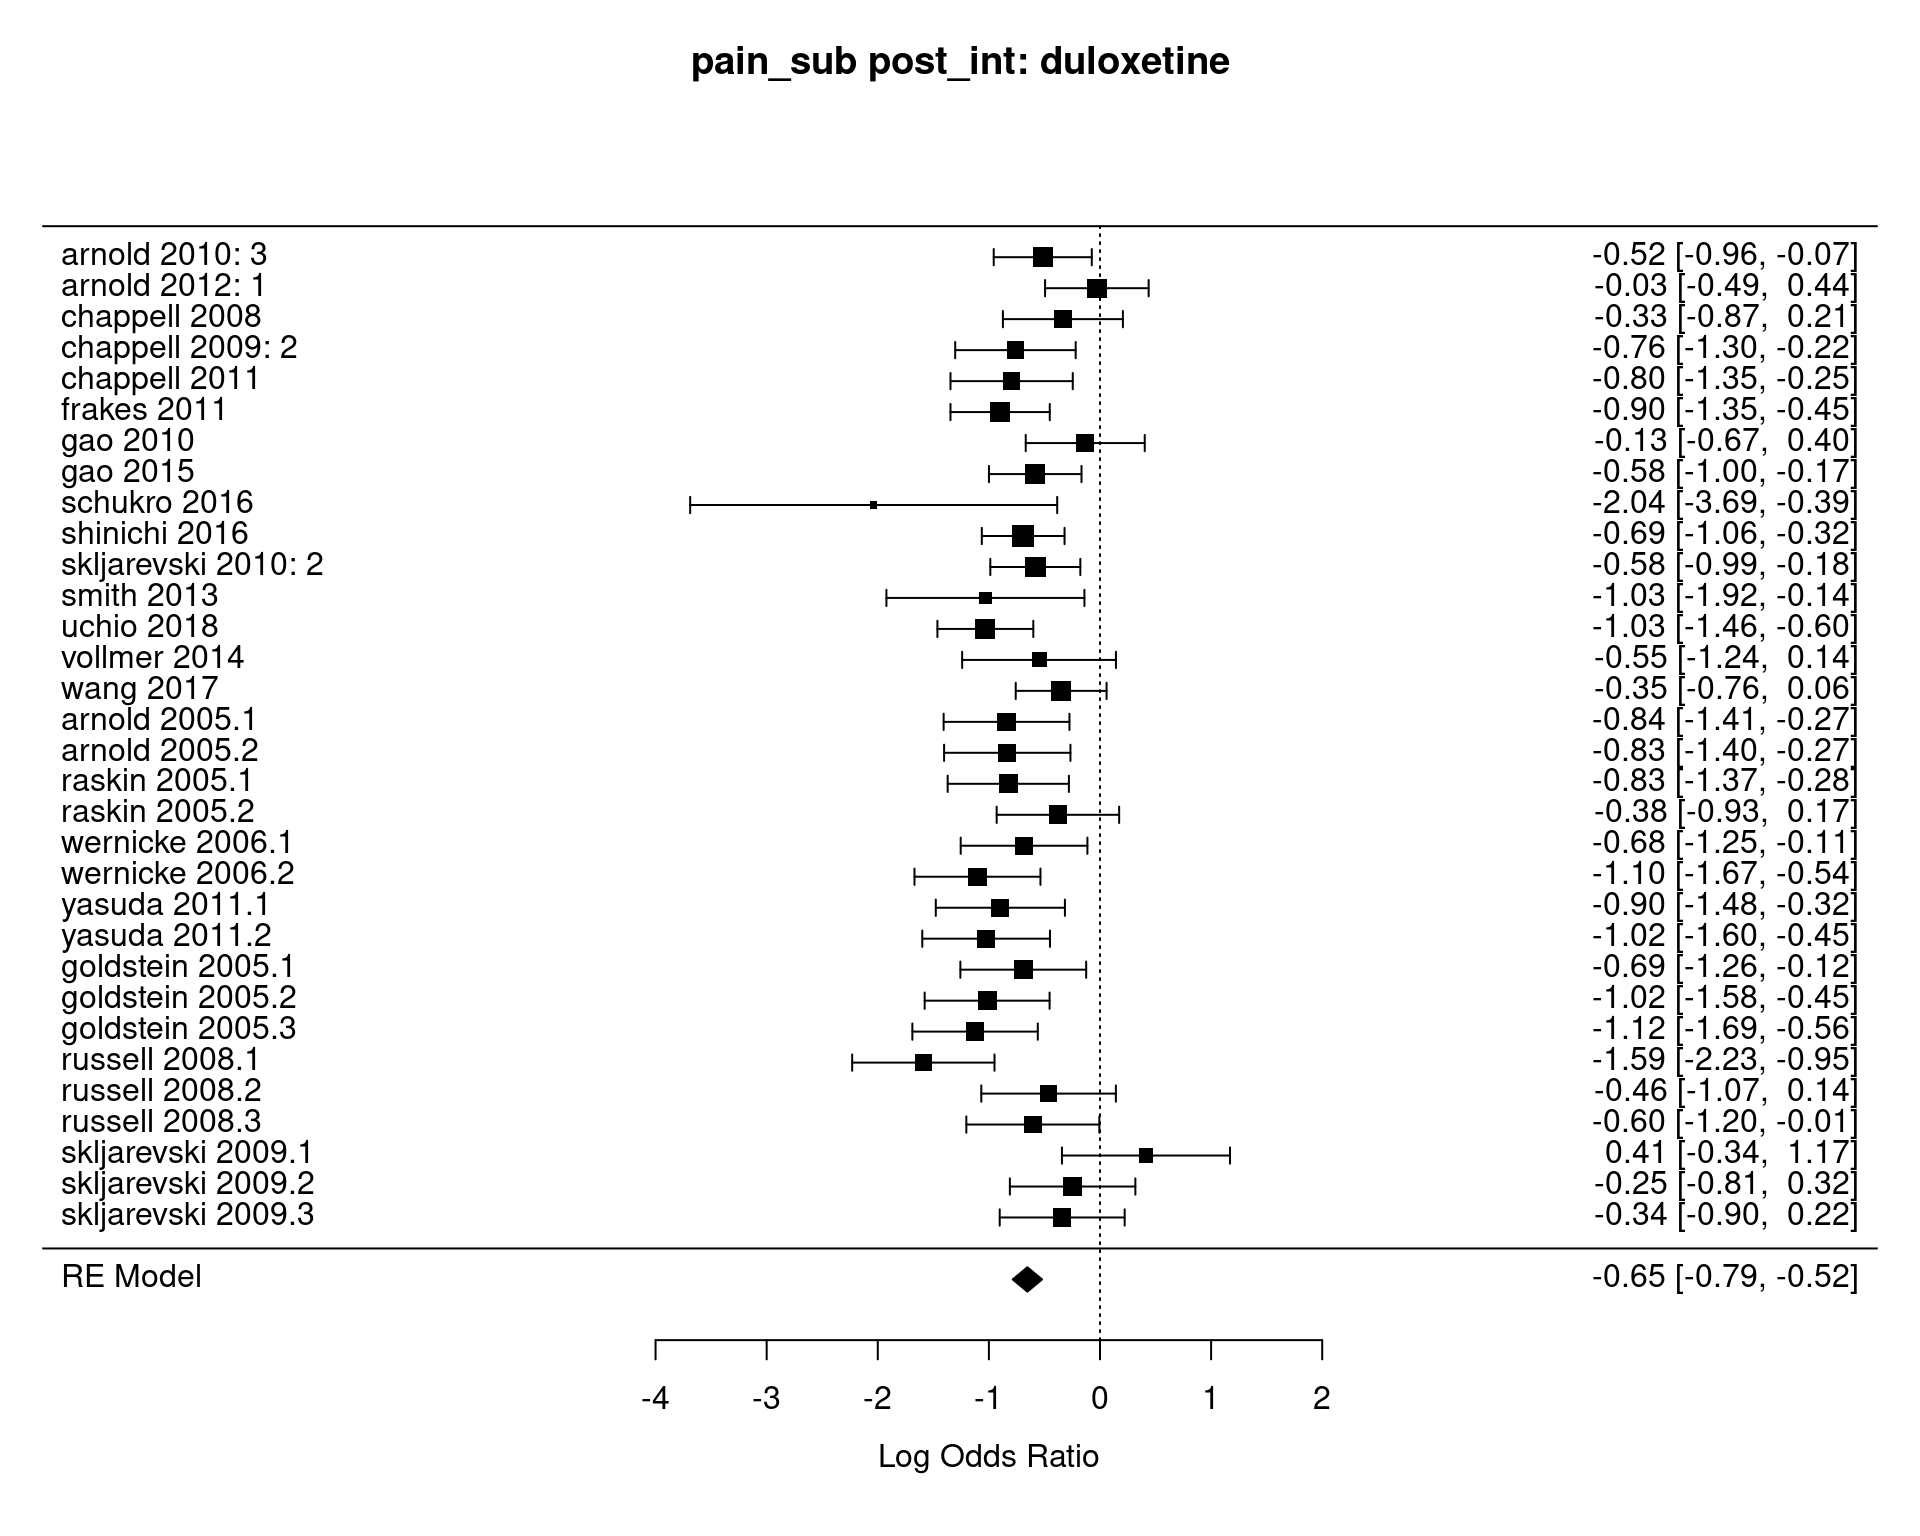 pain_sub post_int: duloxetine
arnold 2010: 3 -0.52 [-0.96, -0.07]
arnold 2012: 1 -0.03 [-0.49, 0.44]
chappell 2008 -0.33 [-0.87, 0.21]
chappell 2009: 2 -0.76 [-1.30, -0.22]
chappell 2011 -0.80 [-1.35, -0.25]
frakes 2011 -0.90 [-1.35, -0.45]
gao 2010 -0.13 [-0.67, 0.40]
gao 2015 -0.58 [-1.00, -0.17]
schukro 2016 -2.04 [-3.69, -0.39]
shinichi 2016 -0.69 [-1.06, -0.32]
skljarevski 2010: 2 -0.58 [-0.99, -0.18]
smith 2013 -1.03 [-1.92, -0.14]
uchio 2018 -1.03 [-1.46, -0.60]
vollmer 2014 -0.55 [-1.24, 0.14]
wang 2017 -0.35 [-0.76, 0.06]
arnold 2005.1 -0.84 [-1.41, -0.27]
arnold 2005.2 -0.83 [-1.40, -0.27]
raskin 2005.1 -0.83 [-1.37, -0.28]
raskin 2005.2 -0.38 [-0.93, 0.17]
wernicke 2006.1 -0.68 [-1.25, -0.11]
wernicke 2006.2 -1.10 [-1.67, -0.54]
yasuda 2011.1 -0.90 [-1.48, -0.32]
yasuda 2011.2 -1.02 [-1.60, -0.45]
goldstein 2005.1 -0.69 [-1.26, -0.12]
goldstein 2005.2 -1.02 [-1.58, -0.45]
goldstein 2005.3 -1.12 [-1.69, -0.56]
russell 2008.1 -1.59 [-2.23, -0.95]
russell 2008.2 -0.46 [-1.07, 0.14]
russell 2008.3 -0.60 [-1.20, -0.01]
skljarevski 2009.1 0.41 [-0.34, 1.17]
skljarevski 2009.2 -0.25 [-0.81, 0.32]
skljarevski 2009.3 -0.34 [-0.90, 0.22]
RE Model -0.65 [-0.79, -0.52]
-4 -3 -2 -1 0 1 2
Log Odds Ratio